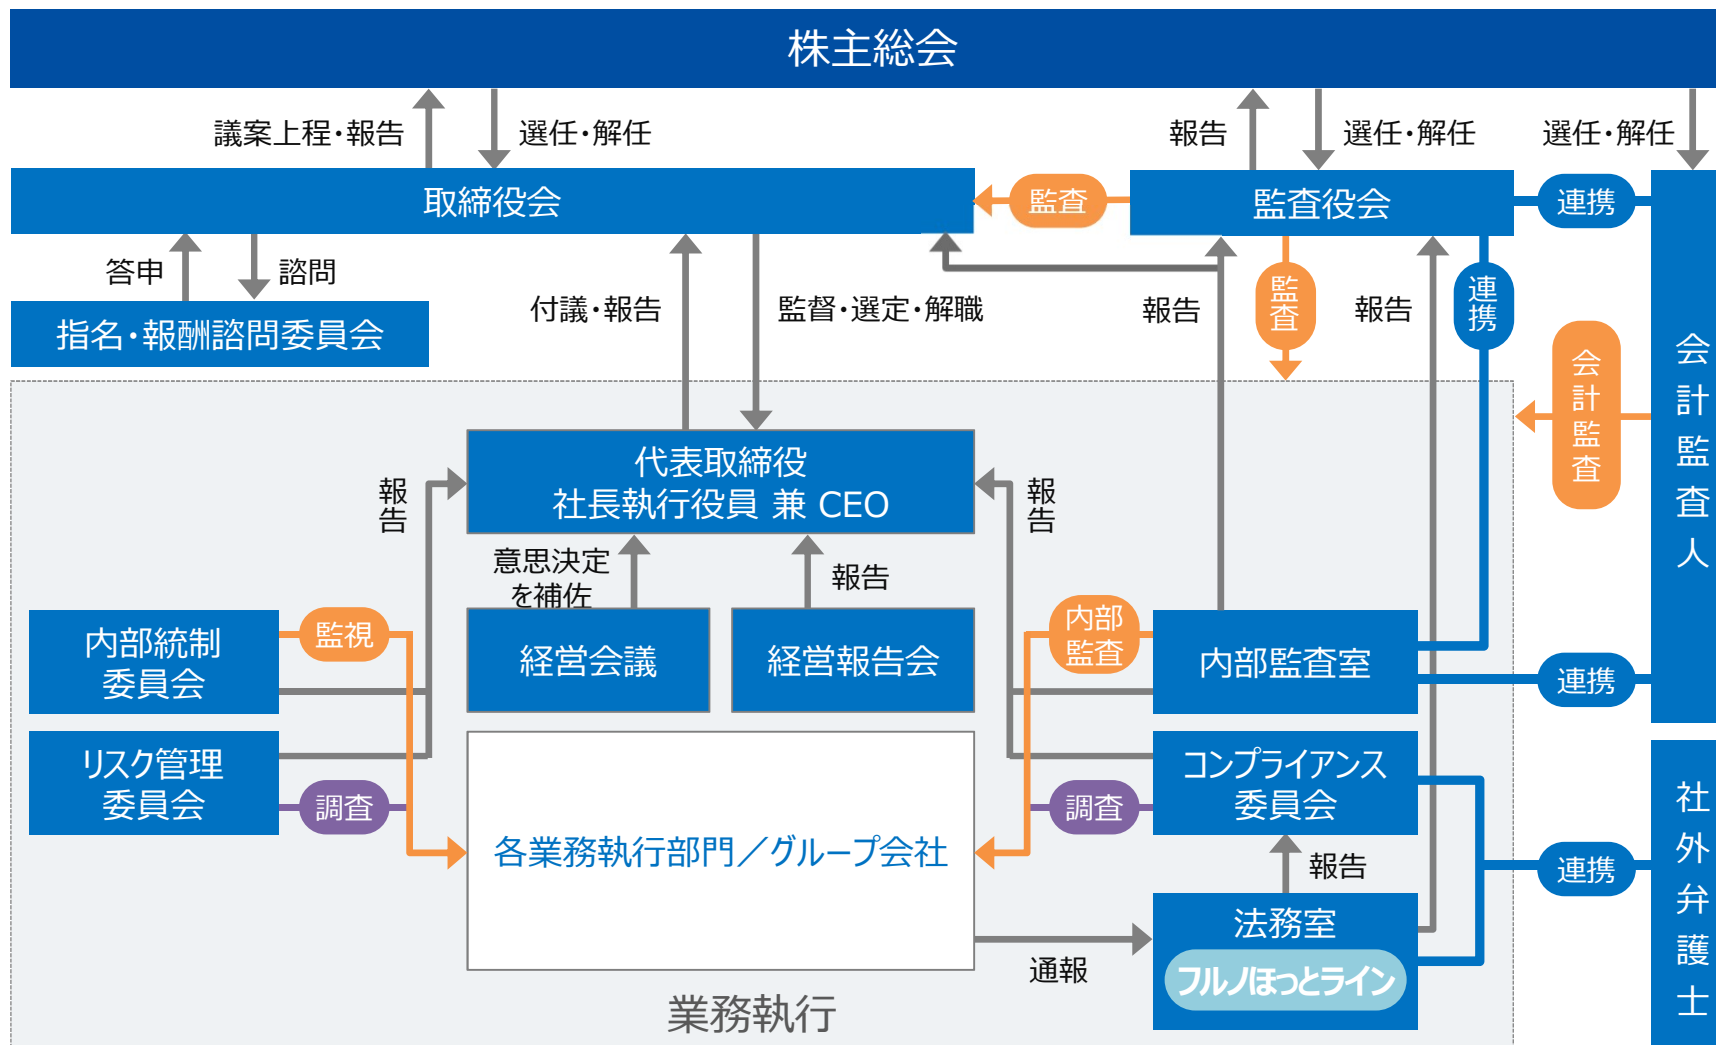 株主総会
議案上程・報告
選任・解任
報告
選任・解任
選任・解任
取締役会
監査
監査役会
連携
答申
諮問
付議・報告
監督・選定・解職
報告
監査
報告
連携
指名・報酬諮問委員会
会計監査人
会計監査
代表取締役
社長執行役員 兼 CEO
報告
報告
意思決定
を補佐
報告
内部統制
委員会
監視
経営会議
経営報告会
内部
監査
内部監査室
連携
リスク管理
委員会
調査
各業務執行部門／グループ会社
調査
コンプライアンス
委員会
報告
連携
社外弁護士
通報
法務室
フルノほっとライン
業務執行